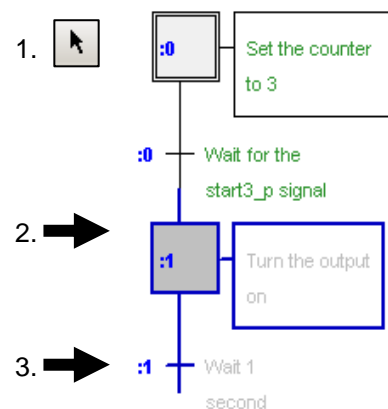 1.
:0
Set the counter
to 3
:0
Wait for the
start3_p signal
2.
:1
Turn the output
on
3.
:1
Wait 1
second